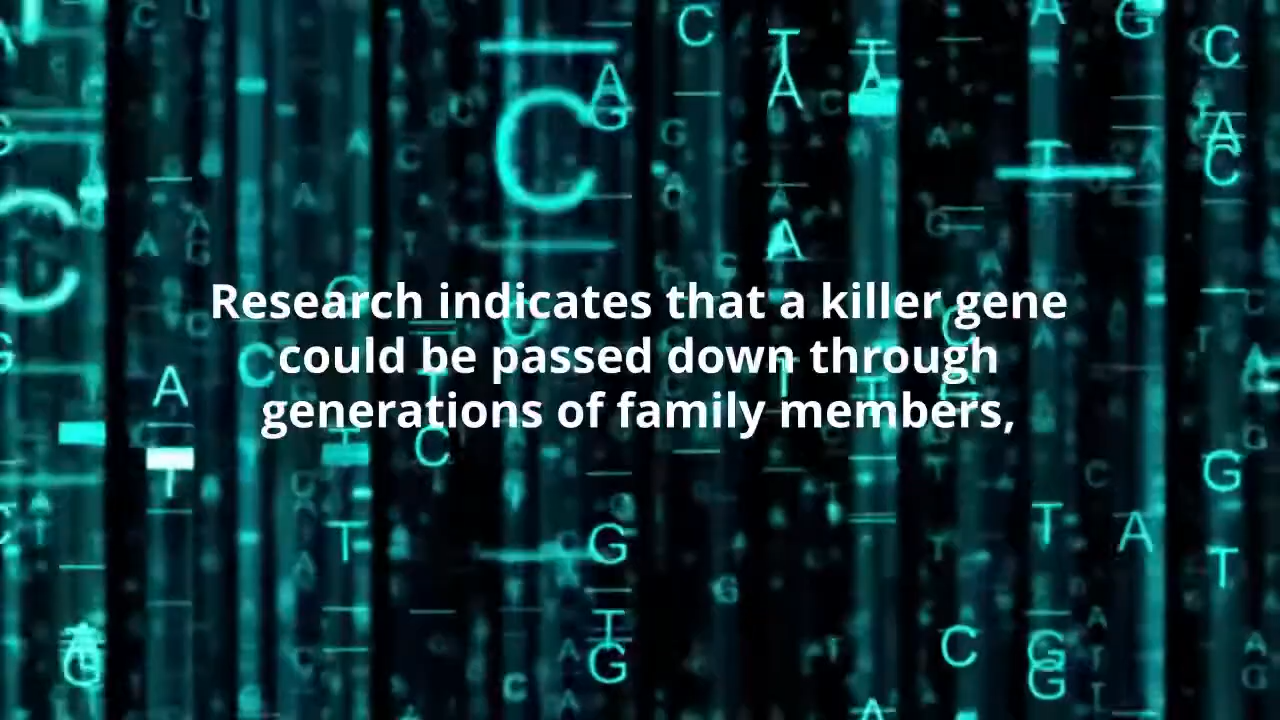 Research indicates that a killer gene
could be passed down through
generations of family members,